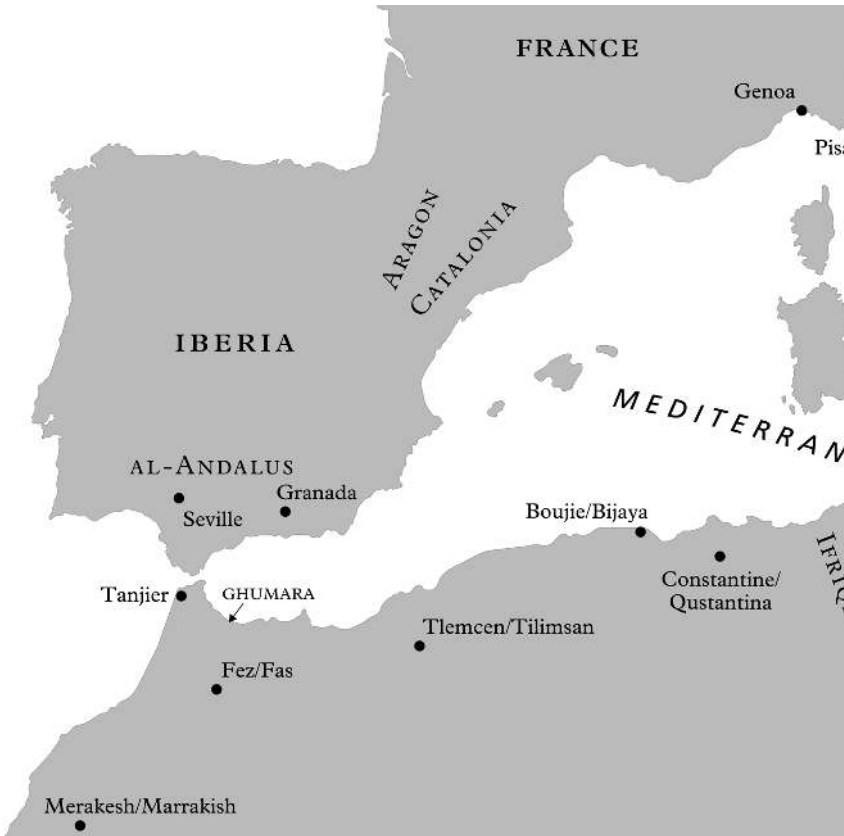 FRANCE
Genoa
Pisa
ARAGON
CATALONIA
IBERIA
MEDITERRAN
AL-ANDALUS
Granada
Seville
Boujie/Bijaya
IFRIQ
Constantine/
Qustantina
Tanjier
GHUMARA
Tlemcen/Tilimsan
Fez/Fas
Merakesh/Marrakish